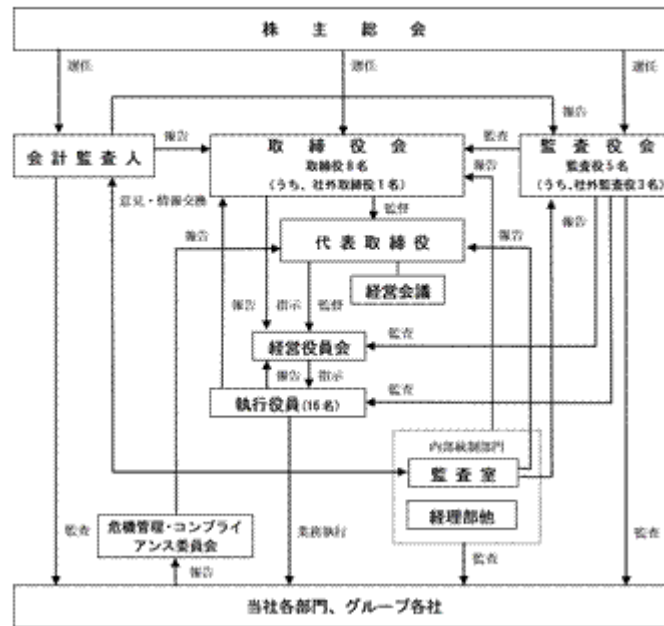 株主総会
選任
選任
選任
報告
会計監査人
報告
取締役会
取締役8名
(うち、社外取締役1名)
監査
報告
監査役会
監査役5名
(うち、社外監査役3名)
意見・情報交換
監督
報告
代表取締役
報告
報告
経営会議
報告
指示
監督
経営役員会
監査
報告
指示
執行役員(16名)
監査
内部統制部門
監査室
経理部他
監査
危機管理・コンプライ
アンス委員会
業務執行
監査
報告
監査
当社各部門、グループ各社